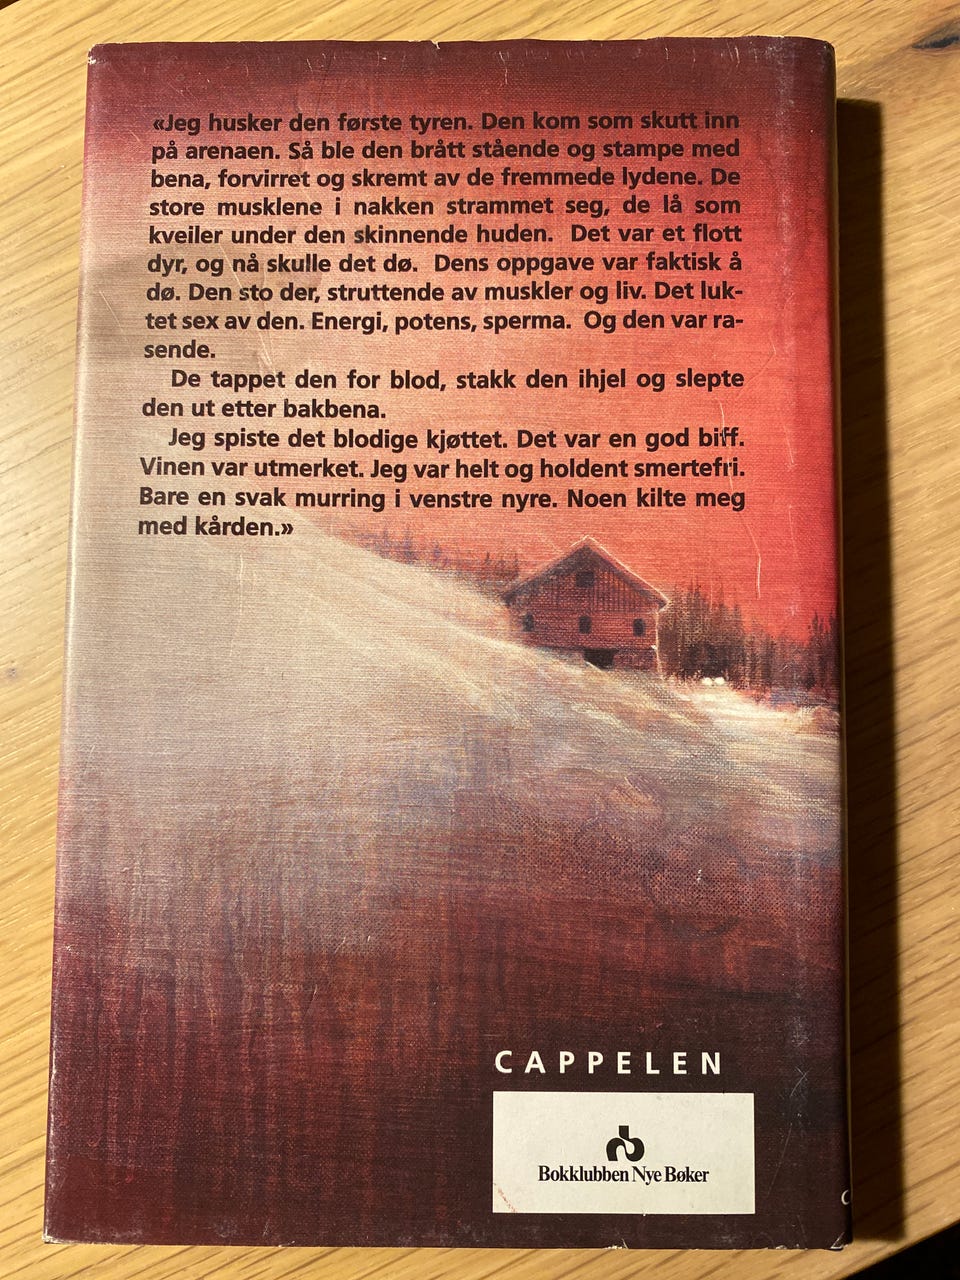 «Jeg husker den første tyren. Den kom som skutt inn
på arenaen. Så ble den brått stående og stampe med
bena, forvirret og skremt av de fremmede lydene. De
store musklene i nakken strammet seg, de lå som
kveiler under den skinnende huden. Det var et flott
dyr, og nå skulle det dø. Dens oppgave var faktisk å
dø. Den sto der, struttende av muskler og liv. Det luk-
tet sex av den. Energi, potens, sperma. Og den var ra-
sende.
De tappet den for blod, stakk den ihjel og slepte
den ut etter bakbena.
Jeg spiste det blodige kjøttet. Det var en god biff.
Vinen var utmerket. Jeg var helt og holdent smertefri.
Bare en svak murring i venstre nyre. Noen kilte meg
med kården.»
CAPPELEN
Bokklubben Nye Bøker